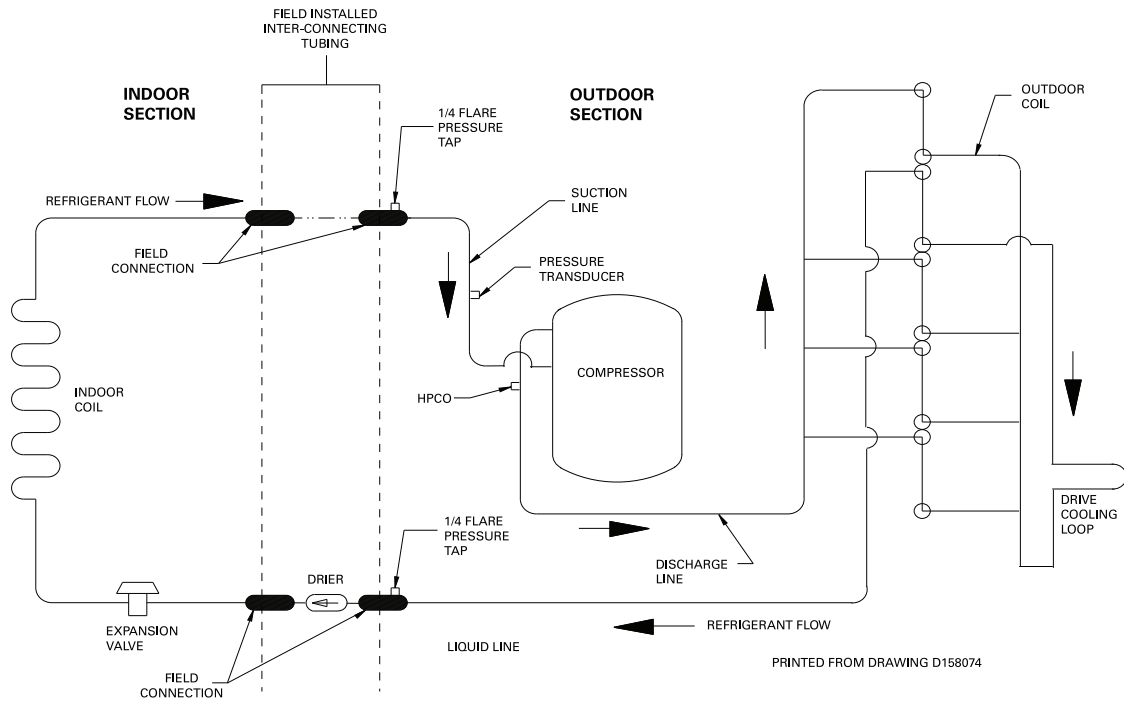 FIELD INSTALLED
INTER-CONNECTING
TUBING
INDOOR
SECTION
OUTDOOR
SECTION
1/4 FLARE
PRESSURE
TAP
OUTDOOR
COIL
REFRIGERANT FLOW
SUCTION
LINE
FIELD
CONNECTION
PRESSURE
TRANSDUCER
COMPRESSOR
INDOOR
COIL
HPCO
DRIVE
COOLING
LOOP
1/4 FLARE
PRESSURE
TAP
DISCHARGE
LINE
DRIER
EXPANSION
VALVE
LIQUID LINE
REFRIGERANT FLOW
FIELD
CONNECTION
PRINTED FROM DRAWING D158074